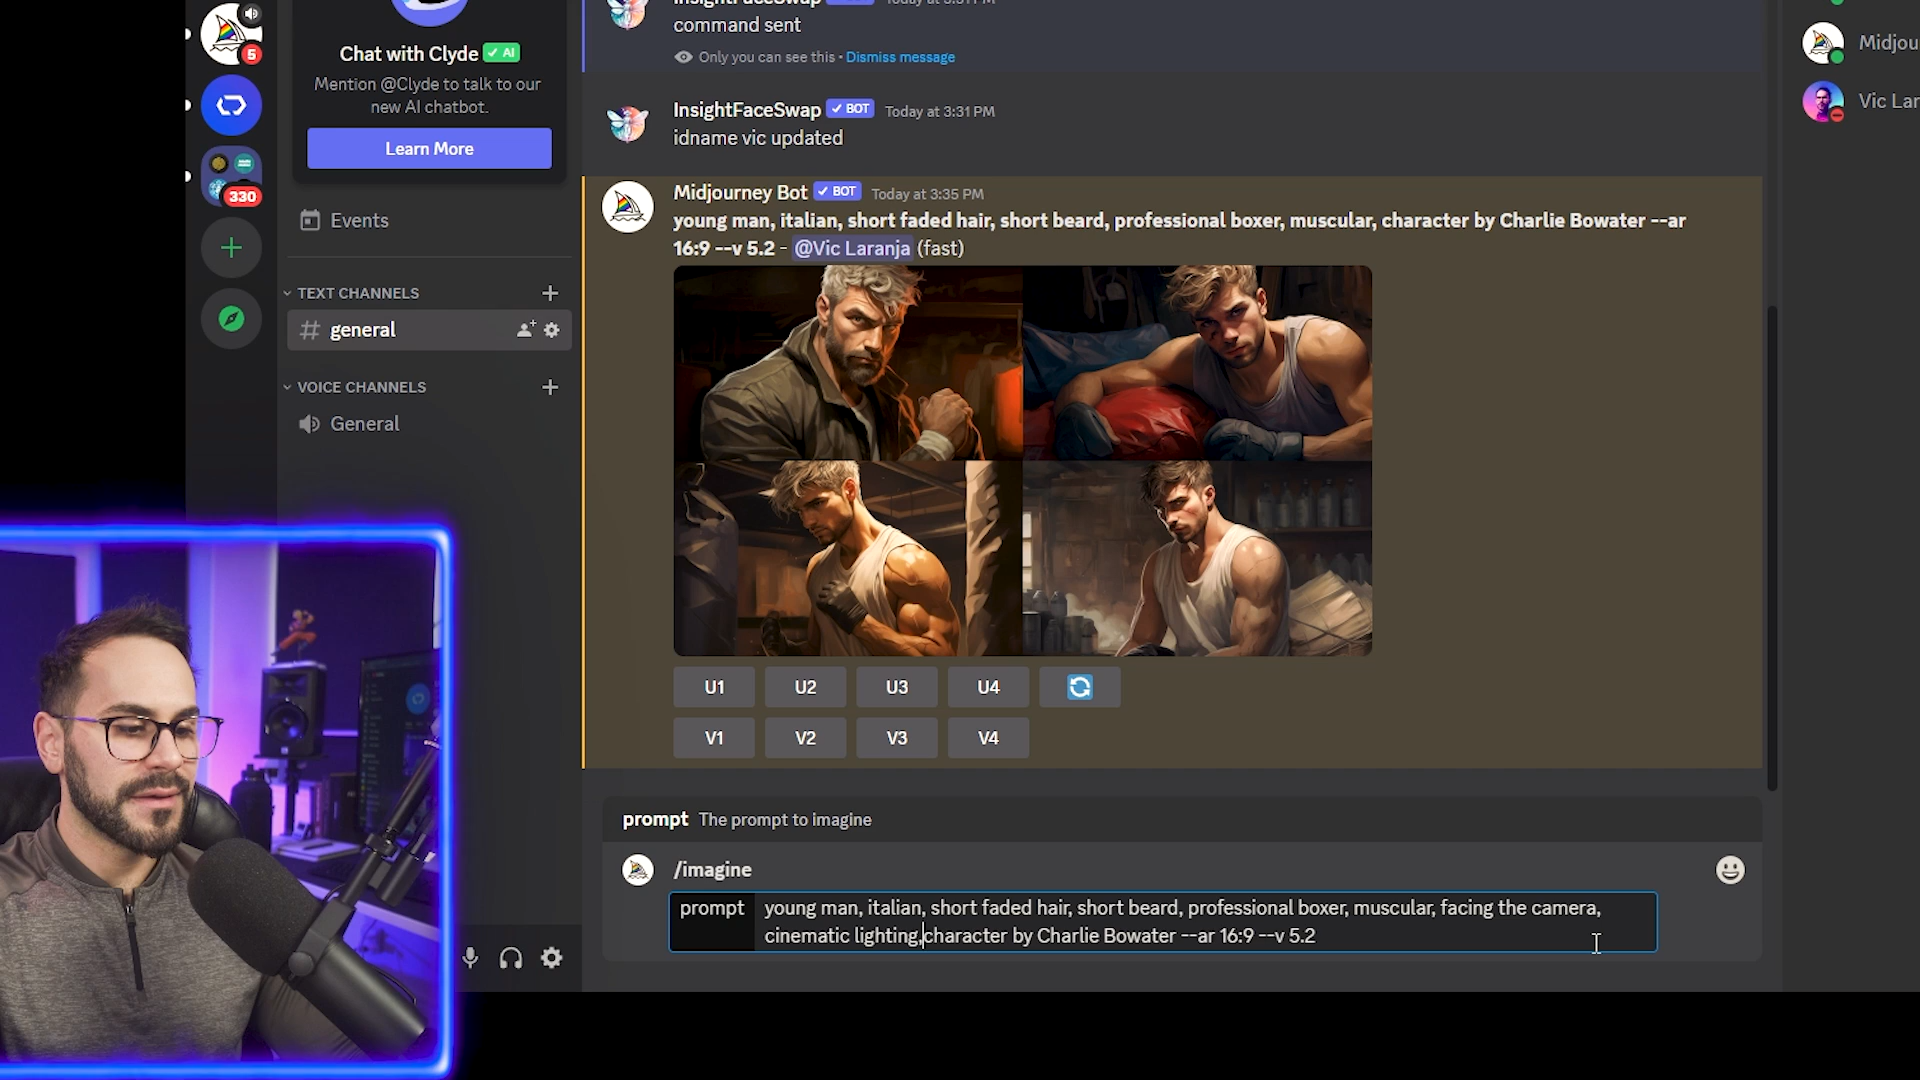 5
330
Chat with Clyde ✓ AI
Mention @Clyde to talk to our
new AI chatbot.
Learn More
Events
TEXT CHANNELS
general
VOICE CHANNELS
General
InsightFaceSwap Today at 3:31 PM
command sent
Only you can see this • Dismiss message
InsightFaceSwap ✓ BOT Today at 3:31 PM
idname vic updated
Midjourney Bot ✓ BOT Today at 3:35 PM
young man, italian, short faded hair, short beard, professional boxer, muscular, character by Charlie Bowater --ar
16:9 --v 5.2 - @Vic Laranja (fast)
U1 U2 U3 U4
V1 V2 V3 V4
prompt The prompt to imagine
/imagine
prompt young man, italian, short faded hair, short beard, professional boxer, muscular, facing the camera,
cinematic lighting,character by Charlie Bowater --ar 16:9 --v 5.2
Midjou
Vic Lar